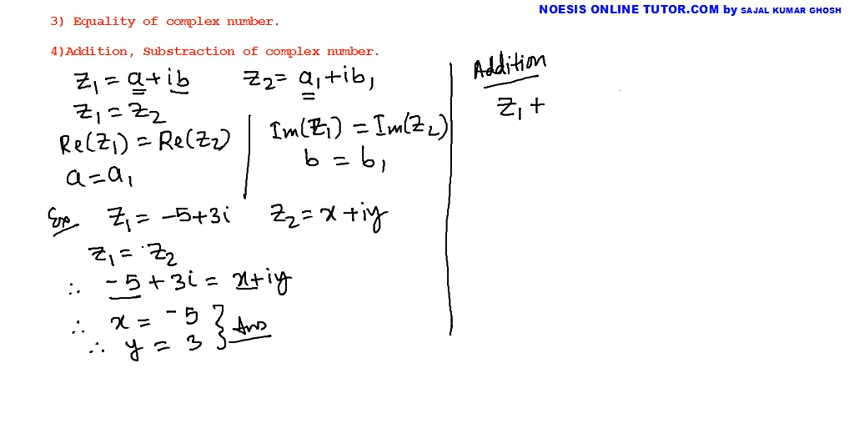 NOESIS ONLINE TUTOR.COM by SAJAL KUMAR GHOSH
3) Equality of complex number.
4)Addition, Substraction of complex number.
Z₁ = a + ib   Z₂ = a₁ + ib₁
Z₁ = Z₂
Re(Z₁) = Re(Z₂)
a = a₁
Im(Z₁) = Im(Z₂)
b = b₁
Exp   Z₁ = -5+3i   Z₂ = x + iy
Z₁ = Z₂
∴ -5 + 3i = x + iy
∴ x = -5
∴ y = 3 } Ans
Addition
Z₁ +